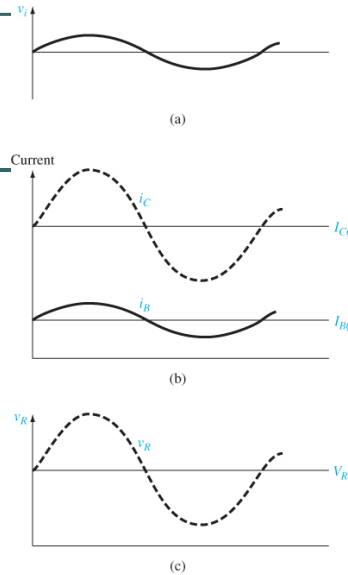 v_i
(a)
Current
i_C
I_C
i_B
I_B
(b)
v_R
v_R
V_R
(c)